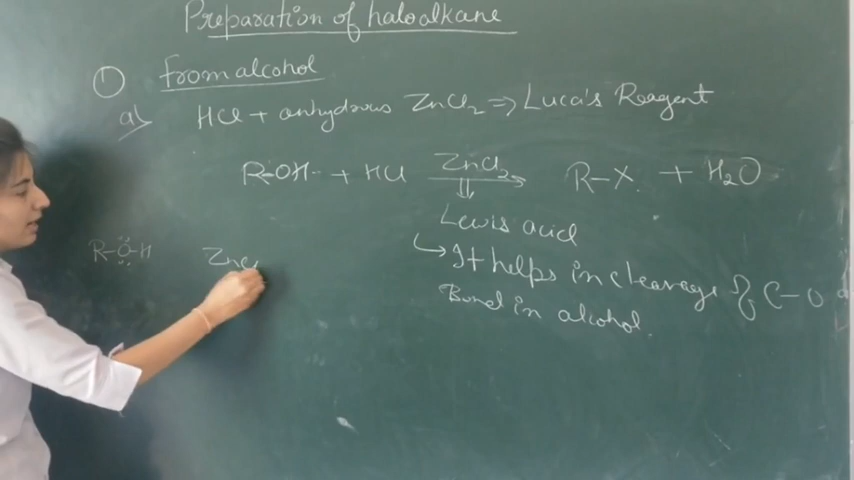 Preparation of haloalkane
① from alcohol
a) HCl + anhydrous ZnCl2 ⇒ Luca's Reagent
R-OH + HCl ZnCl2 → R-X + H2O
⇓
Lewis acid
↳ It helps in cleavage of C-O
Bond in alcohol.
R-O-H ZnCl